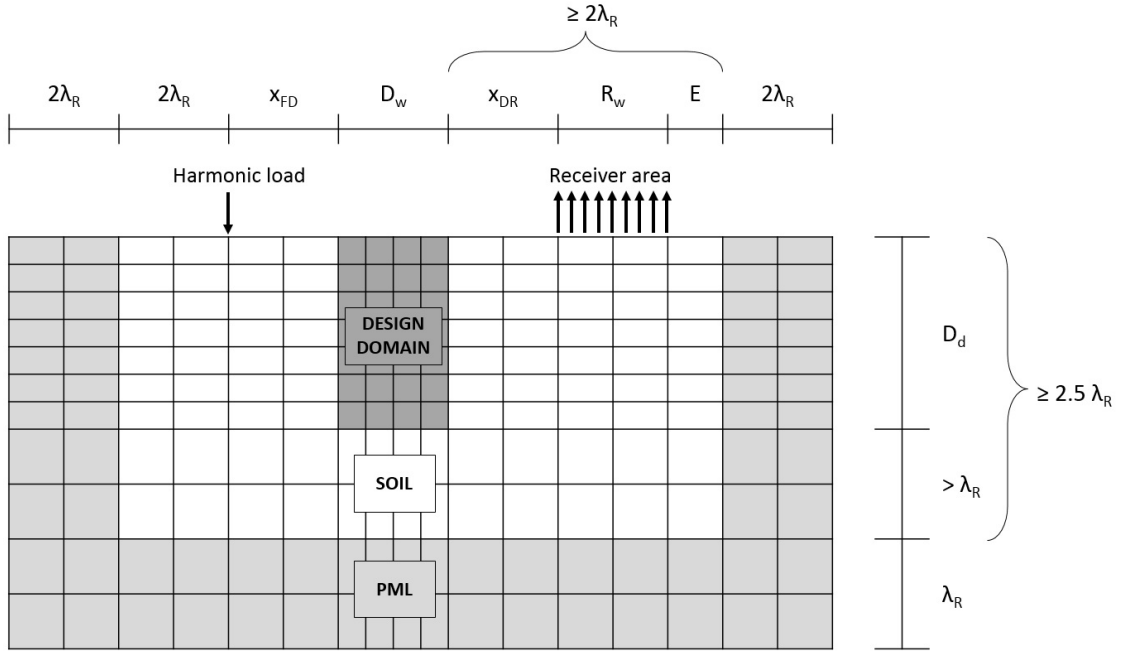 ≥ 2λR
2λR 2λR xFD Dw xDR Rw E 2λR
Harmonic load Receiver area
DESIGN
DOMAIN
Dd
≥ 2.5 λR
SOIL
> λR
PML
λR